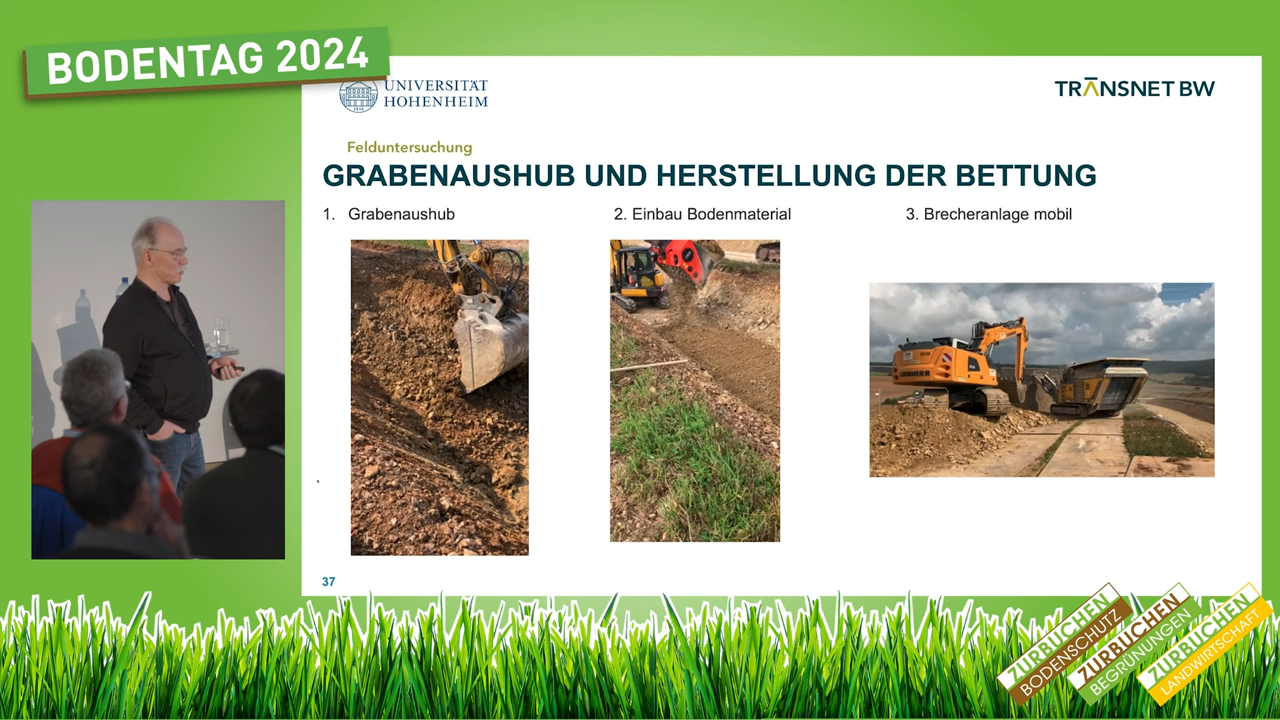 BODENTAG 2024
UNIVERSITÄT
HOHENHEIM
TRANSNET BW
Felduntersuchung
GRABENAUSHUB UND HERSTELLUNG DER BETTUNG
1. Grabenaushub
2. Einbau Bodenmaterial
3. Brecheranlage mobil
37
ZURBUCHEN
BODENSCHUTZ
ZURBUCHEN
BEGRÜNUNGEN
ZURBUCHEN
LANDWIRTSCHAFT